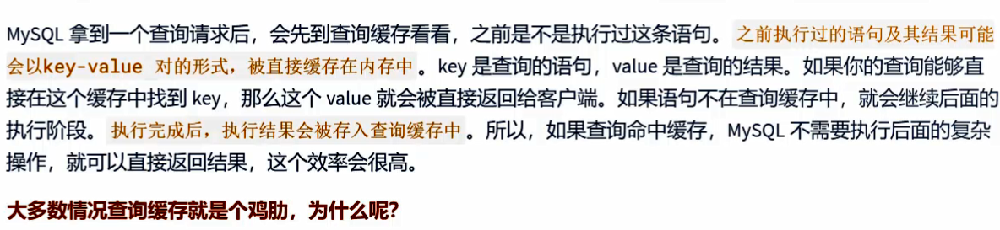 MySQL 拿到一个查询请求后，会先到查询缓存看看，之前是不是执行过这条语句。之前执行过的语句及其结果可能
会以key-value 对的形式，被直接缓存在内存中。key 是查询的语句，value 是查询的结果。如果你的查询能够直
接在这个缓存中找到 key，那么这个 value 就会被直接返回给客户端。如果语句不在查询缓存中，就会继续后面的
执行阶段。执行完成后，执行结果会被存入查询缓存中。所以，如果查询命中缓存，MySQL 不需要执行后面的复杂
操作，就可以直接返回结果，这个效率会很高。
大多数情况查询缓存就是个鸡肋，为什么呢？